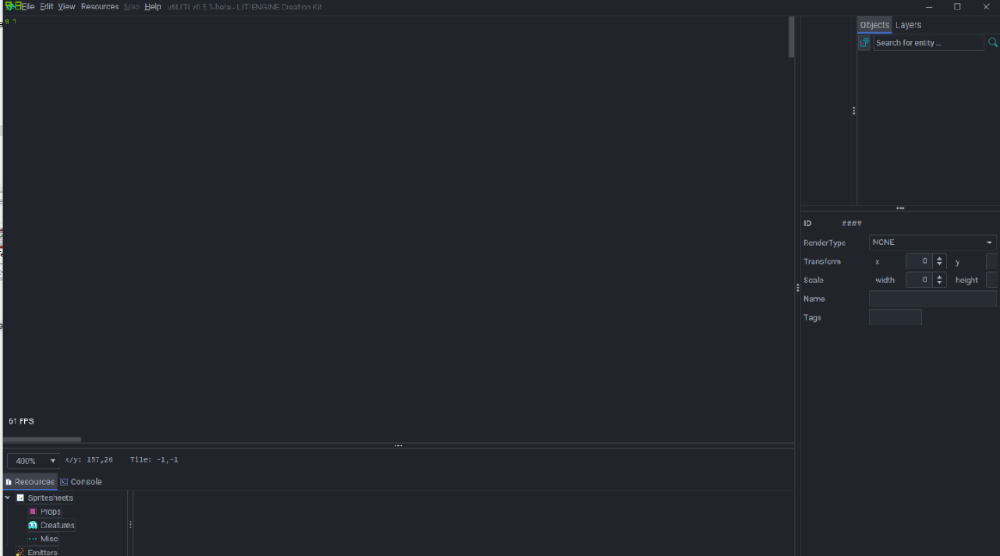 File Edit View Resources Map Help utiLITI v0.5.1-beta - LITIENGINE Creation Kit
Objects Layers
Search for entity ...
ID ####
RenderType NONE
Transform x 0 y
Scale width 0 height
Name
Tags
61 FPS
400% x/y: 157,26 Tile: -1,-1
Resources Console
Spritesheets
Props
Creatures
Misc
Emitters